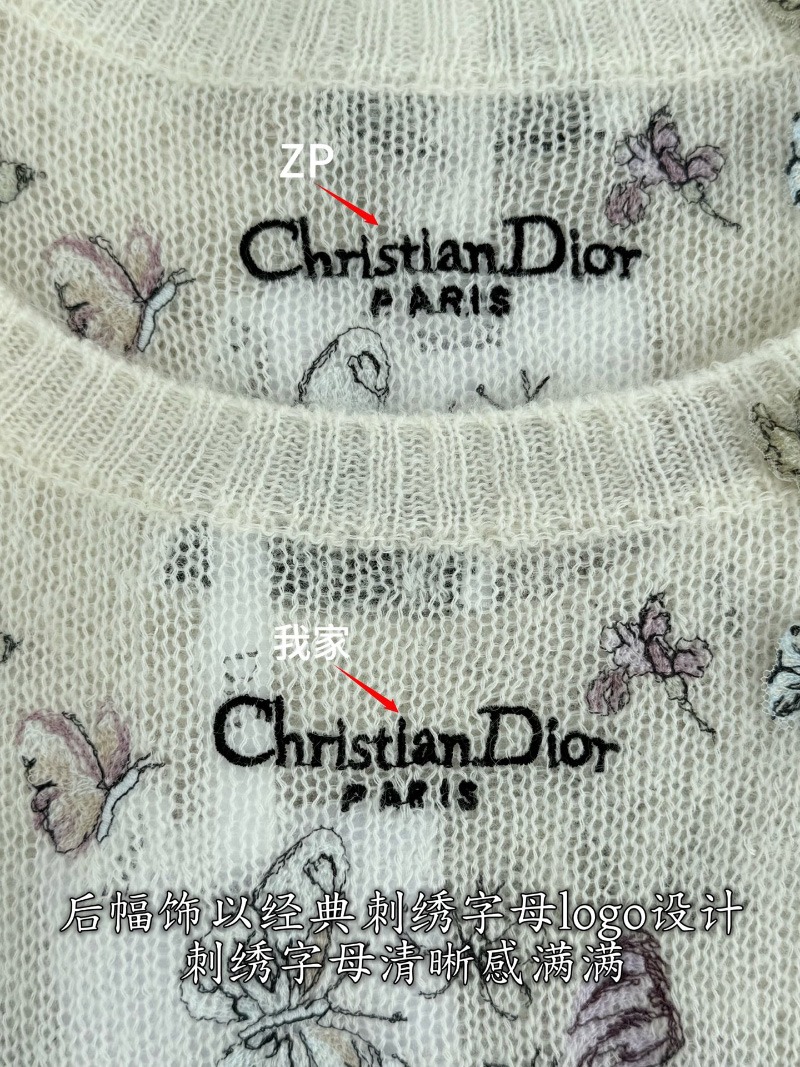 ZP
Christian Dior
PARIS
我家
Christian Dior
PARIS
后幅饰以经典刺绣字母logo设计
刺绣字母清晰感满满